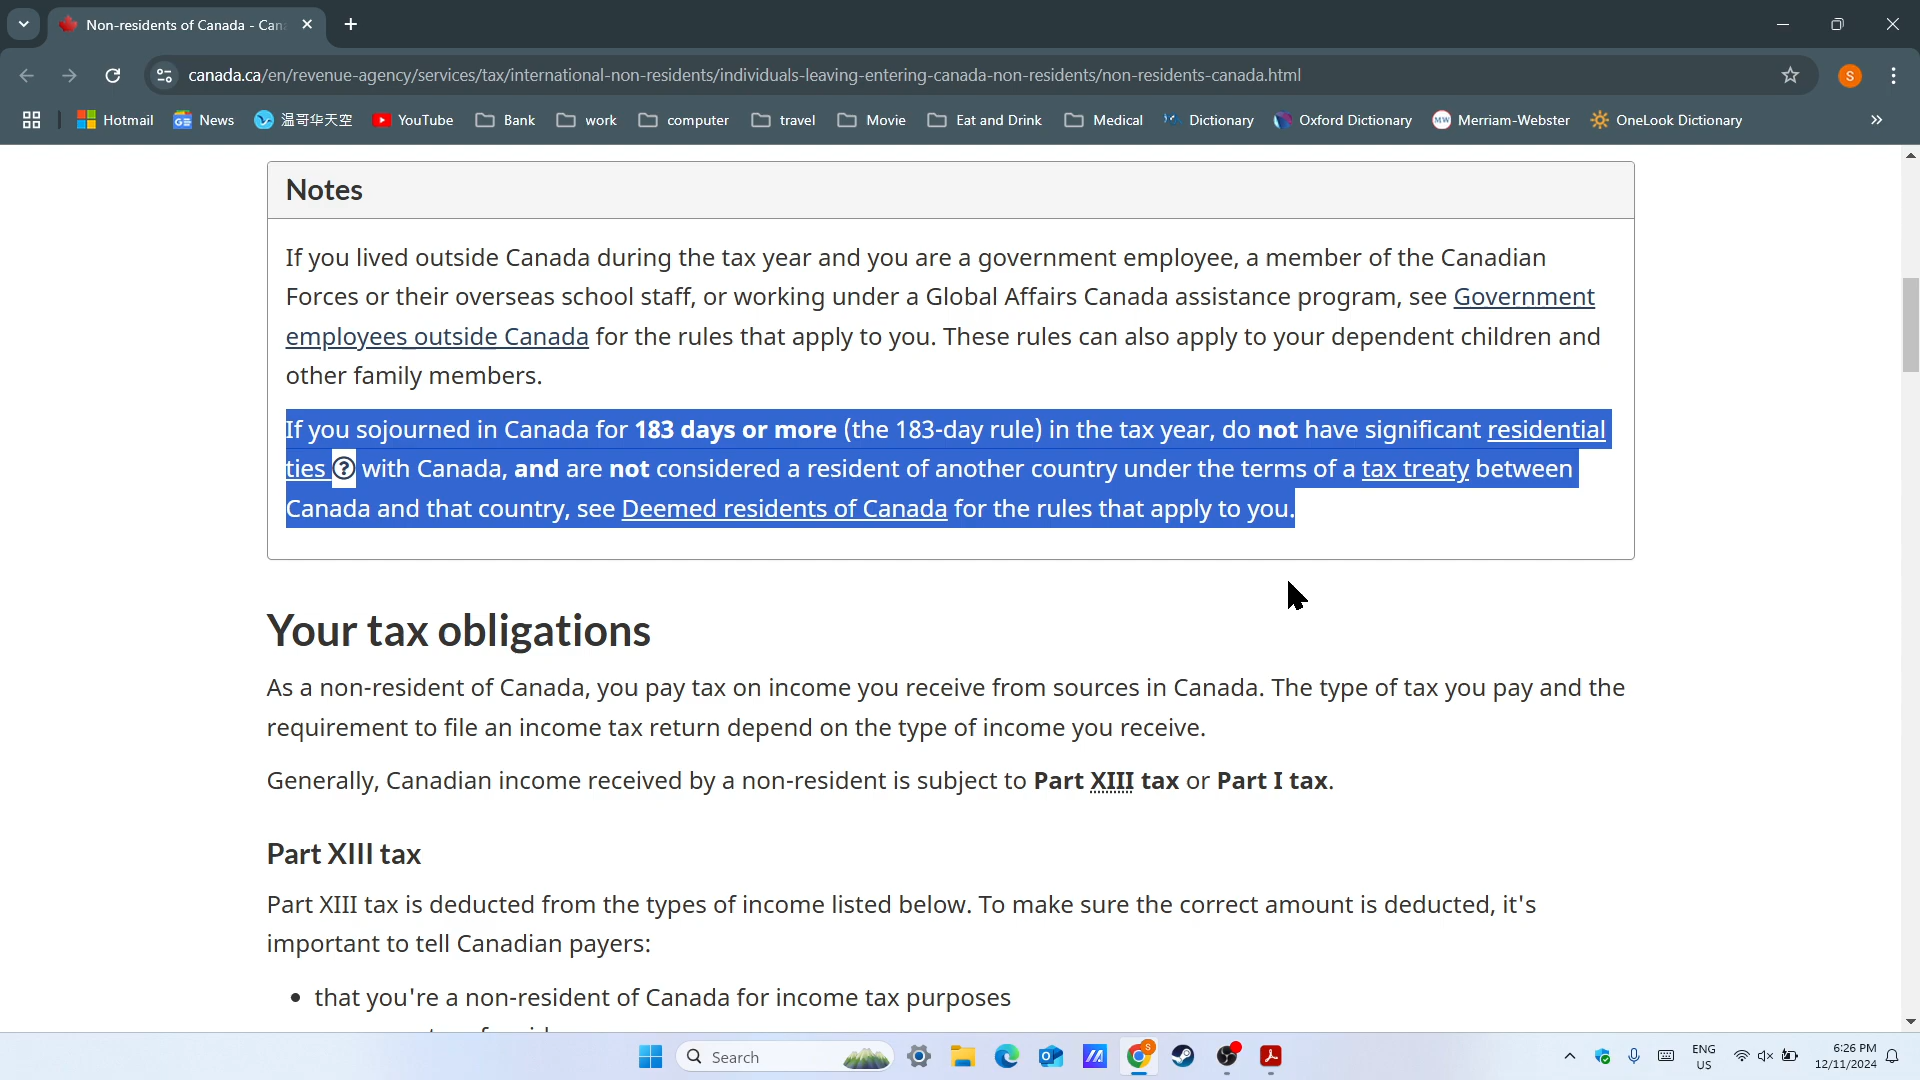 Non-residents of Canada - Can
canada.ca/en/revenue-agency/services/tax/international-non-residents/individuals-leaving-entering-canada-non-residents/non-residents-canada.html
S
Hotmail News 温哥华天空 YouTube Bank work computer travel Movie Eat and Drink Medical Dictionary Oxford Dictionary Merriam-Webster OneLook Dictionary
Notes
If you lived outside Canada during the tax year and you are a government employee, a member of the Canadian
Forces or their overseas school staff, or working under a Global Affairs Canada assistance program, see Government
employees outside Canada for the rules that apply to you. These rules can also apply to your dependent children and
other family members.
If you sojourned in Canada for 183 days or more (the 183-day rule) in the tax year, do not have significant residential
ties ? with Canada, and are not considered a resident of another country under the terms of a tax treaty between
Canada and that country, see Deemed residents of Canada for the rules that apply to you.
Your tax obligations
As a non-resident of Canada, you pay tax on income you receive from sources in Canada. The type of tax you pay and the
requirement to file an income tax return depend on the type of income you receive.
Generally, Canadian income received by a non-resident is subject to Part XIII tax or Part I tax.
Part XIII tax
Part XIII tax is deducted from the types of income listed below. To make sure the correct amount is deducted, it's
important to tell Canadian payers:
• that you're a non-resident of Canada for income tax purposes
Search
ENG
US
6:26 PM
12/11/2024